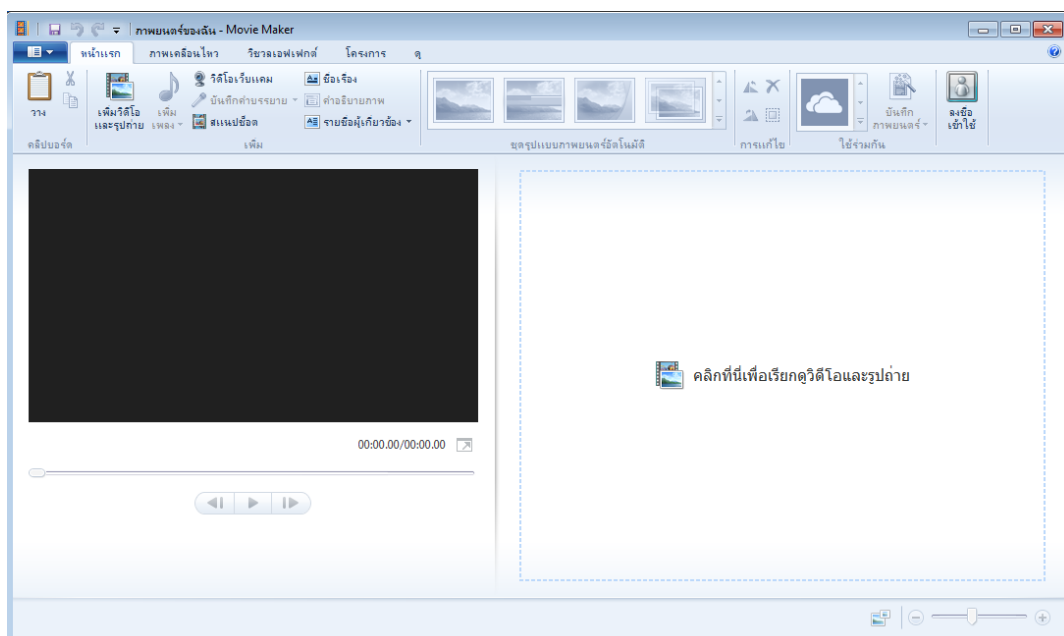 ภาพยนตร์ของฉัน - Movie Maker
หน้าแรก ภาพเคลื่อนไหว วิชวลเอฟเฟกต์ โครงการ ดู
วาง
เพิ่มวิดีโอ
และรูปถ่าย
เพิ่ม
เพลง
วิดีโอเว็บแคม
บันทึกคำบรรยาย
สแนปช็อต
ชื่อเรื่อง
คำอธิบายภาพ
รายชื่อผู้เกี่ยวข้อง
บันทึก
ภาพยนตร์
ลงชื่อ
เข้าใช้
คลิปบอร์ด เพิ่ม ชุดรูปแบบภาพยนตร์อัตโนมัติ การแก้ไข ใช้ร่วมกัน
คลิกที่นี่เพื่อเรียกดูวิดีโอและรูปถ่าย
00:00.00/00:00.00